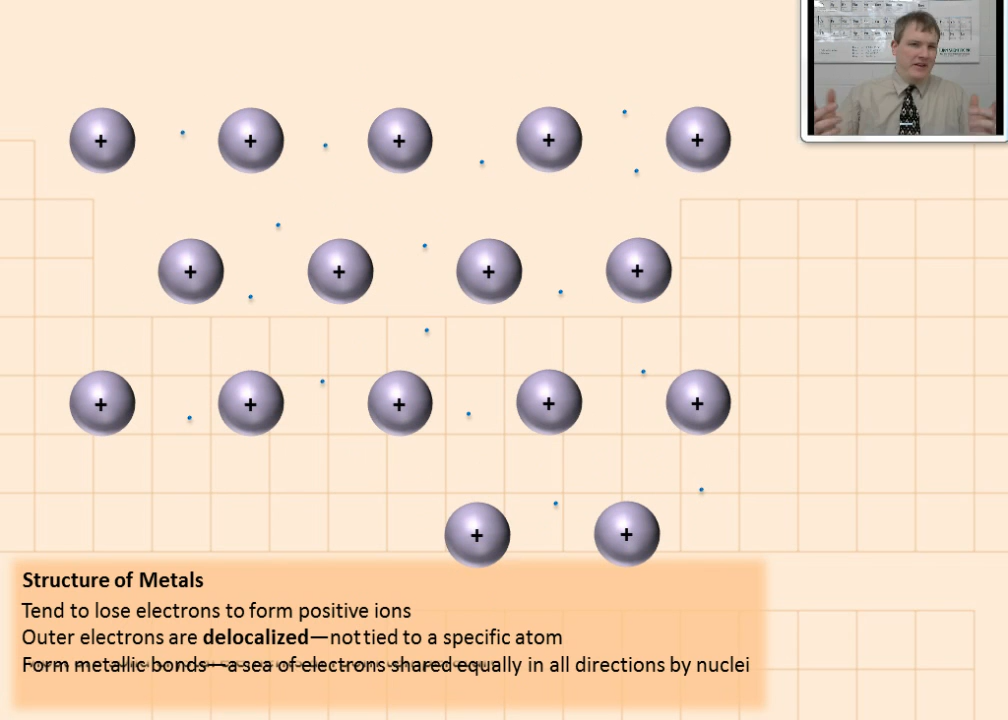 + + + + +
+ + + +
+ + + + +
+ +
Structure of Metals
Tend to lose electrons to form positive ions
Outer electrons are delocalized—not tied to a specific atom
Form metallic bonds—a sea of electrons shared equally in all directions by nuclei